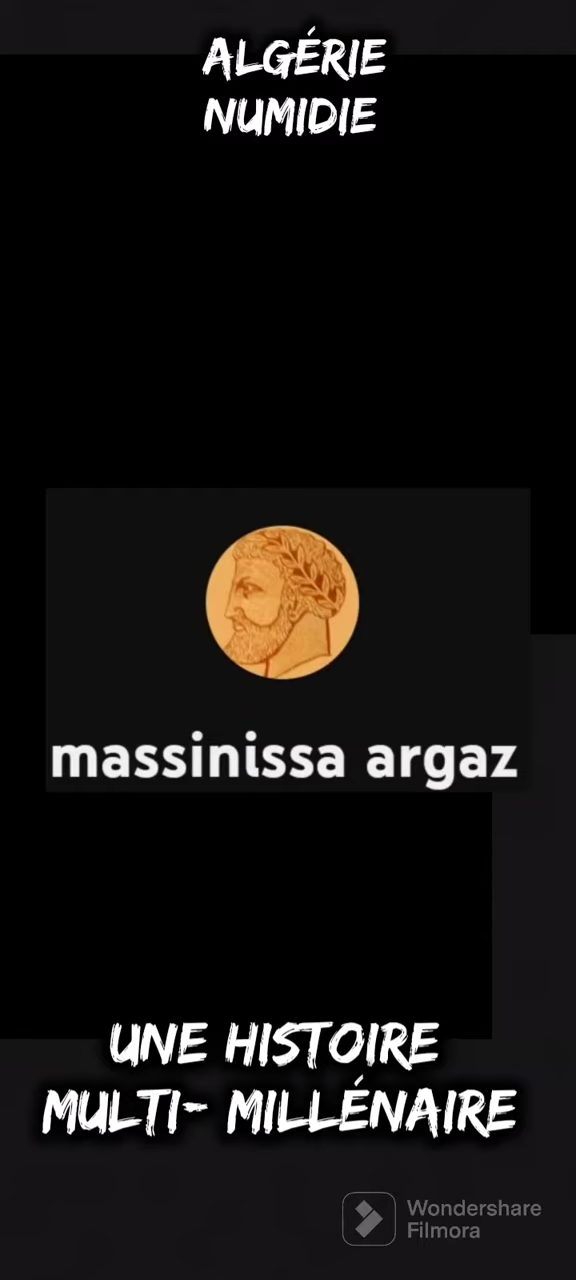 ALGÉRIE
NUMIDIE
massinissa argaz
UNE HISTOIRE
MULTI- MILLÉNAIRE
Wondershare
Filmora